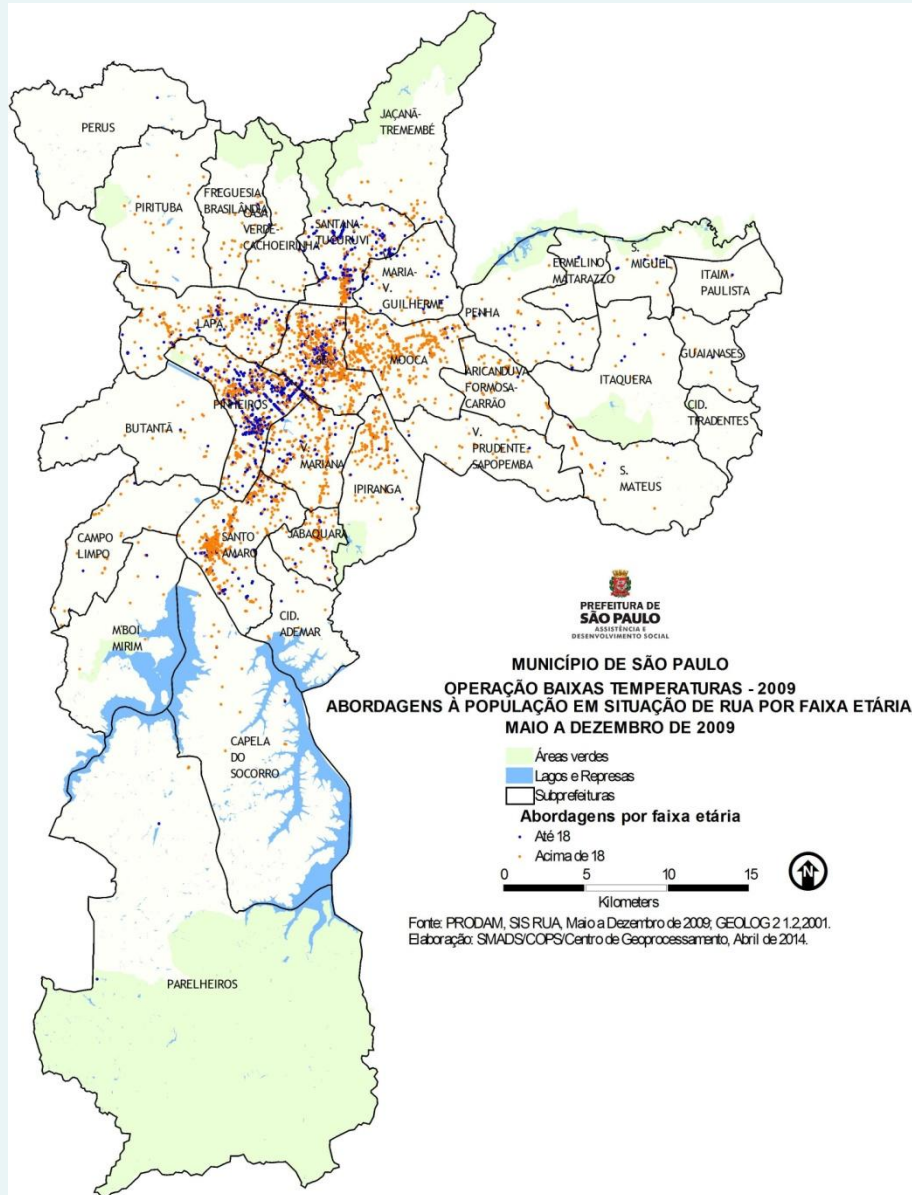 JAÇANÃ-
TREMEMBÉ
PERUS
PIRITUBA
FREGUESIA
BRASILÂNDIA
CASA
VERDE-
CACHOEIRINHA
SANTANA-
TUCURUVI
V.
MARIA-
V.
GUILHERME
ERMELINO
MATARAZZO
S.
MIGUEL
ITAIM
PAULISTA
PENHA
LAPA
SÉ
MOOCA
ARICANDUVA-
FORMOSA-
CARRÃO
ITAQUERA
GUAIANASES
CID.
TIRADENTES
PINHEIROS
BUTANTÃ
V.
MARIANA
V.
PRUDENTE-
SAPOPEMBA
IPIRANGA
S.
MATEUS
CAMPO
LIMPO
SANTO
AMARO
JABAQUARA
CID.
ADEMAR
M'BOI
MIRIM
CAPELA
DO
SOCORRO
PARELHEIROS
PREFEITURA DE
SÃO PAULO
ASSISTÊNCIA E
DESENVOLVIMENTO SOCIAL
MUNICÍPIO DE SÃO PAULO
OPERAÇÃO BAIXAS TEMPERATURAS - 2009
ABORDAGENS À POPULAÇÃO EM SITUAÇÃO DE RUA POR FAIXA ETÁRIA
MAIO A DEZEMBRO DE 2009
Áreas verdes
Lagos e Represas
Subprefeituras
Abordagens por faixa etária
Até 18
Acima de 18
0 5 10 15
Kilometers
N
Fonte: PRODAM, SIS RUA, Maio a Dezembro de 2009; GEOLOG 2.1.2,2001.
Elaboração: SMADS/COPS/Centro de Geoprocessamento, Abril de 2014.